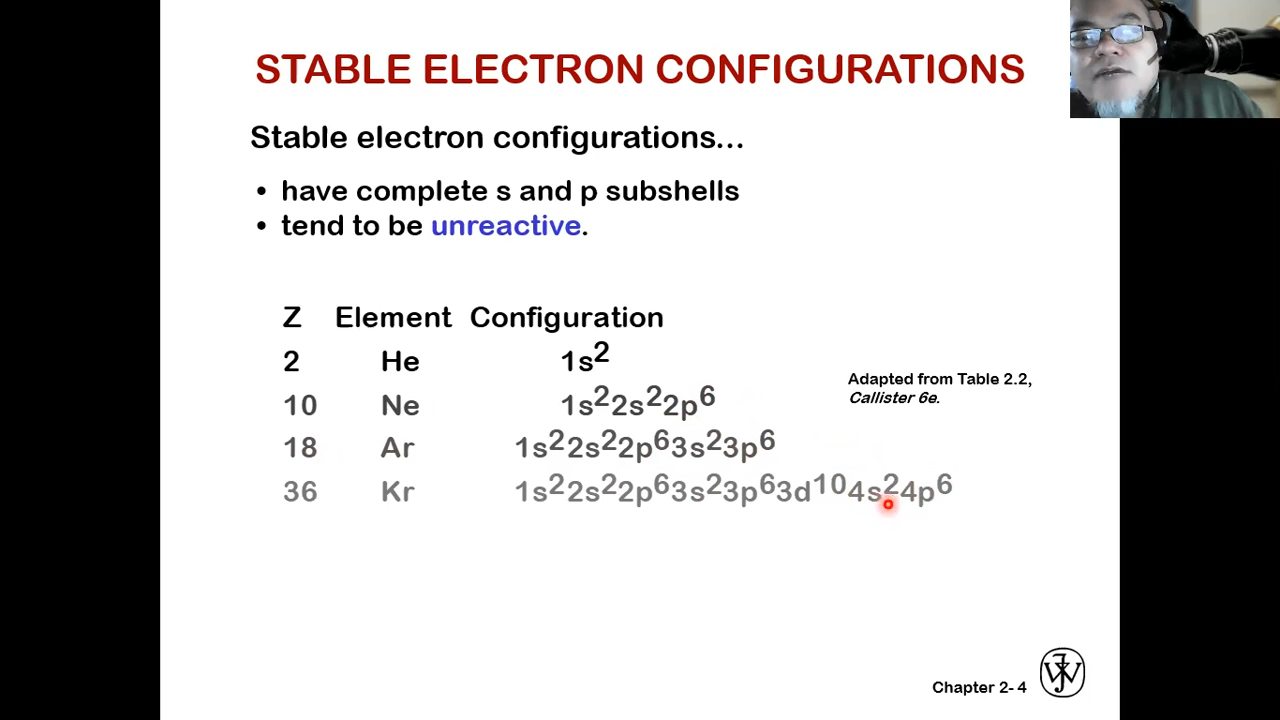 STABLE ELECTRON CONFIGURATIONS
Stable electron configurations...
• have complete s and p subshells
• tend to be unreactive.
Z Element Configuration
2 He 1s²
10 Ne 1s²2s²2p⁶
18 Ar 1s²2s²2p⁶3s²3p⁶
36 Kr 1s²2s²2p⁶3s²3p⁶3d¹⁰4s²4p⁶
Adapted from Table 2.2,
Callister 6e.
Chapter 2- 4